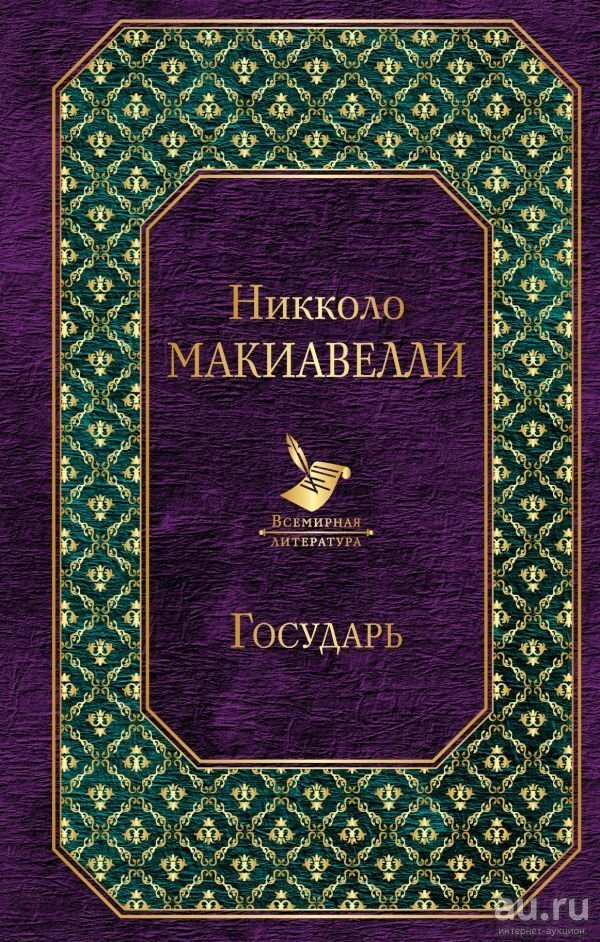 Никколо
МАКИАВЕЛЛИ
Всемирная
литература
Государь
au.ru
интернет-аукцион